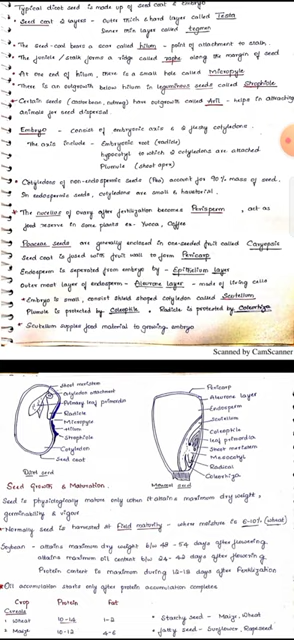 Typical dicot seed is made up of seed coat & embryo
Seed coat 2 layers - outer thick & hard layer called Testa
Inner thin layer called tegmen
The seed-coat bears a scar called hilum - point of attachment to stalk.
The funicle / stalk forms a ridge called raphe along the margin of seed
At one end of hilum, there is a small hole called Micropyle
There is an outgrowth below hilum in leguminous seeds called Strophiole.
Certain seeds (castor bean, nutmeg) have outgrowth called Aril - helps in attracting
animals for seed dispersal
Embryo - consists of embryonic axis & 2 fleshy cotyledons.
The axis include - Embryonic root (radicle)
hypocotyl to which 2 cotyledons are attached
Plumule (shoot apex)
Cotyledons of non-endospermic seeds (Pea) account for 90% mass of seed.
In endospermic seeds, cotyledons are small & haustorial.
The nucellus of ovary after fertilization becomes Perisperm, act as
food reserve in some plants ex- Yucca, Coffee
Poaceae seeds are generally enclosed in one-seeded fruit called Caryopsis
Seed coat is fused with fruit wall to form Pericarp
Endosperm is separated from embryo by - Epithelium layer
Outer most layer of endosperm - Aleurone layer - made of living cells
Embryo is small, consist shield shaped cotyledon called Scutellum
Plumule is protected by Coleoptile. Radicle is protected by Coleorhiza
Scutellum supplies food material to growing embryo
Scanned by CamScanner
Shoot meristem
Cotyledon attachment
Primary leaf primordia
Radicle
Micropyle
Hilum
Strophiole
Cotyledon
Seed coat
Pericarp
Aleurone layer
Endosperm
Scutellum
Coleoptile
leaf primordia
Shoot meristem
Mesocotyl
Radical
Coleorhiza
seed
seed
Seed Growth & Maturation.
Seed is physiologically mature only when it attains maximum dry weight,
germinability & vigour
Normally seed is harvested at Field maturity - where moisture is 5-10% (wheat)
Soybean - attains maximum dry weight b/w 48 - 54 days after flowering
attains maximum oil content b/w 24 - 42 days after flowering
Protein content is maximum during 12-18 days after fertilization
Oil accumulation starts only after protein accumulation complete
Crop Protein Fat
Cereals
Wheat 10-14 1-2
Maize 10-12 4-6
Starchy seed - Maize, Wheat
fatty seed - Sunflower, Rapeseed